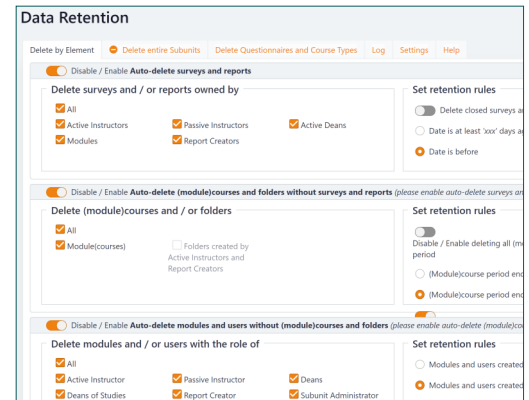 Data Retention
Delete by Element Delete entire Subunits Delete Questionnaires and Course Types Log Settings Help
Disable / Enable Auto-delete surveys and reports
Delete surveys and / or reports owned by
All
Active Instructors Passive Instructors Active Deans
Modules Report Creators
Set retention rules
Delete closed surveys
Date is at least 'xxx' days
Date is before
Disable / Enable Auto-delete (module)courses and folders without surveys and reports (please enable auto-delete surveys
Delete (module)courses and / or folders
All
Module(courses) Folders created by
Active Instructors and
Report Creators
Set retention rules
Disable / Enable deleting all
period
(Module)course period
(Module)course period
Disable / Enable Auto-delete modules and users without (module)courses and folders (please enable auto-delete
Delete modules and / or users with the role of
All
Active Instructor Passive Instructor Deans
Deans of Studies Report Creator Subunit Administrator
Set retention rules
Modules and users created
Modules and users created